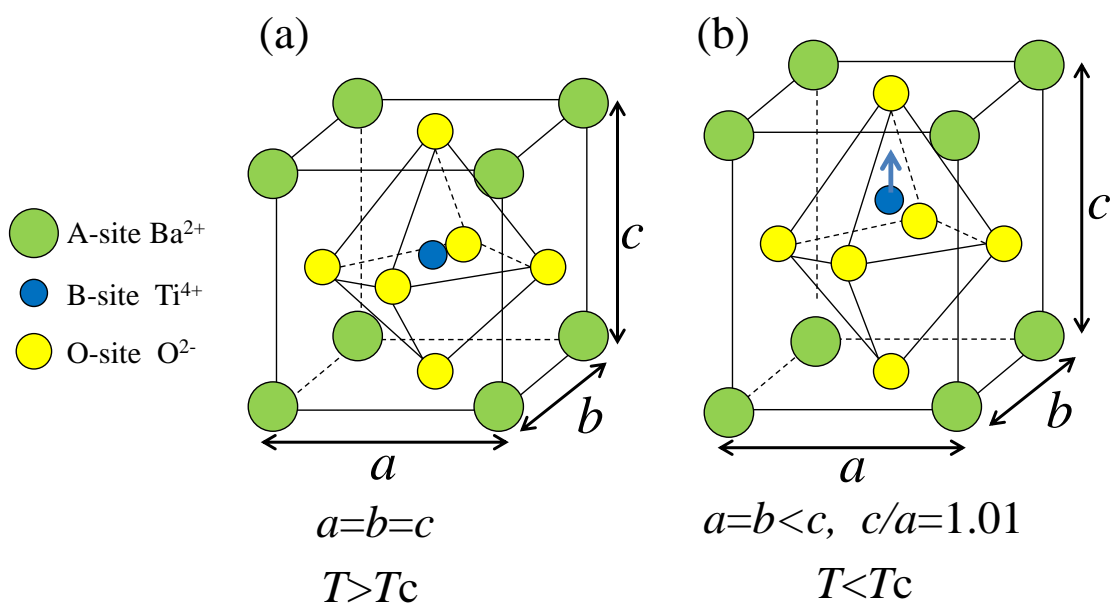 (a)
(b)
A-site Ba²⁺
B-site Ti⁴⁺
O-site O²⁻
c
b
a
c
b
a
a=b=c
T>Tc
a=b<c, c/a=1.01
T<Tc